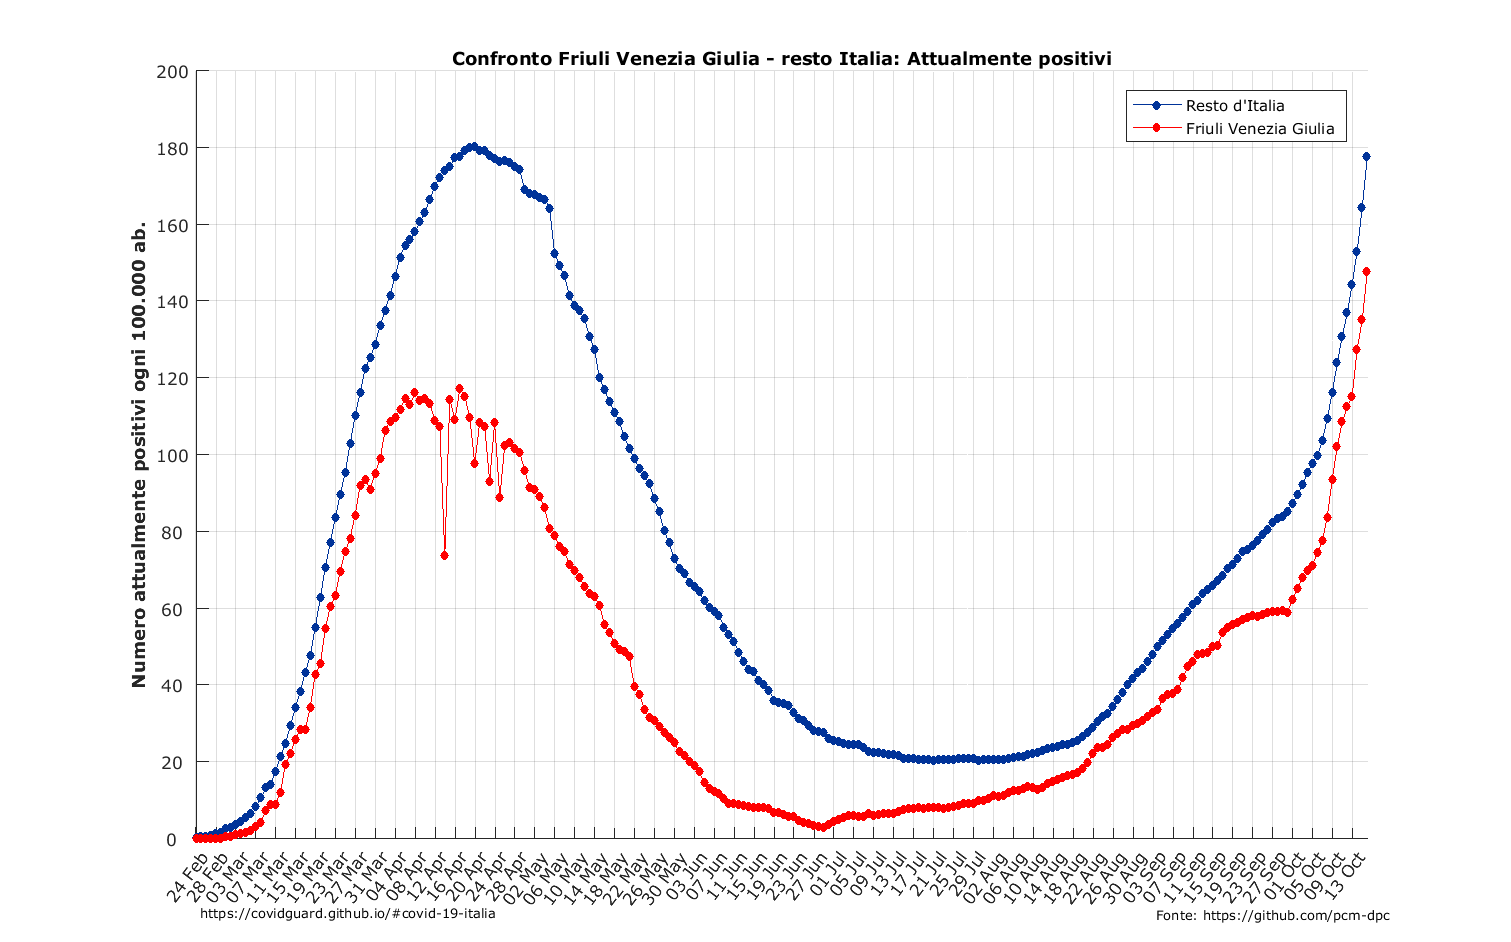 Confronto Friuli Venezia Giulia - resto Italia: Attualmente positivi
Resto d'Italia
Friuli Venezia Giulia
Numero attualmente positivi ogni 100.000 ab.
200
180
160
140
120
100
80
60
40
20
0
24 Feb
28 Feb
03 Mar
07 Mar
11 Mar
15 Mar
19 Mar
23 Mar
27 Mar
31 Mar
04 Apr
08 Apr
12 Apr
16 Apr
20 Apr
24 Apr
28 Apr
02 May
06 May
10 May
14 May
18 May
22 May
26 May
30 May
03 Jun
07 Jun
11 Jun
15 Jun
19 Jun
23 Jun
27 Jun
01 Jul
05 Jul
09 Jul
13 Jul
17 Jul
21 Jul
25 Jul
29 Jul
02 Aug
06 Aug
10 Aug
14 Aug
18 Aug
22 Aug
26 Aug
30 Aug
03 Sep
07 Sep
11 Sep
15 Sep
19 Sep
23 Sep
27 Sep
01 Oct
05 Oct
09 Oct
13 Oct
https://covidguard.github.io/#covid-19-italia
Fonte: https://github.com/pcm-dpc